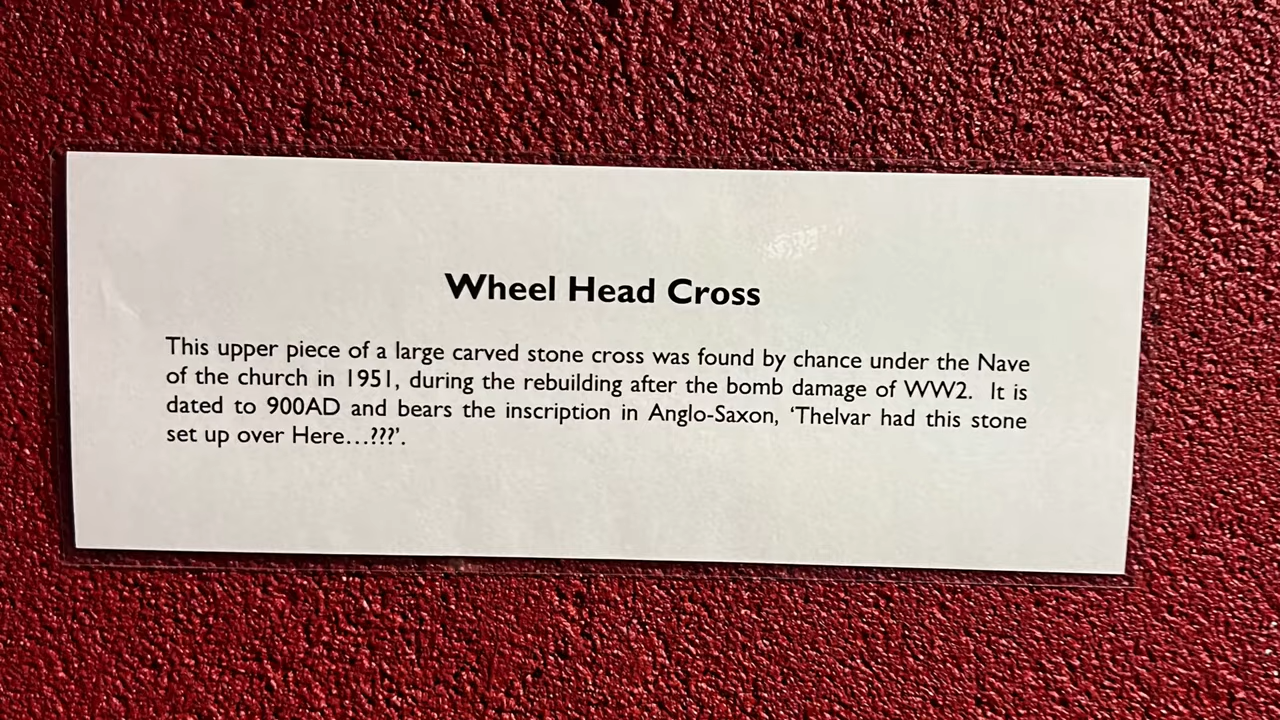 Wheel Head Cross
This upper piece of a large carved stone cross was found by chance under the Nave
of the church in 1951, during the rebuilding after the bomb damage of WW2.  It is
dated to 900AD and bears the inscription in Anglo-Saxon, ‘Thelvar had this stone
set up over Here…???’.